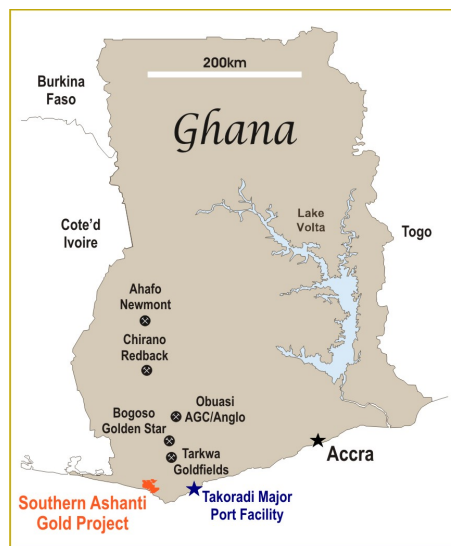 200km
Burkina
Faso
Ghana
Lake
Volta
Cote'd
Ivoire
Togo
Ahafo
Newmont
Chirano
Redback
Obuasi
AGC/Anglo
Bogoso
Golden Star
Tarkwa
Goldfields
Accra
Southern Ashanti
Gold Project
Takoradi Major
Port Facility